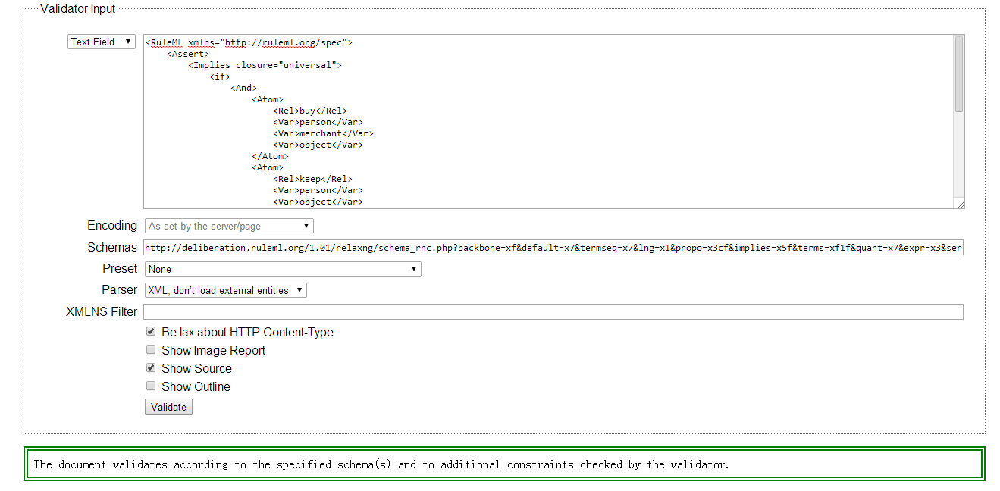 Validator Input
Text Field
<RuleML xmlns="http://ruleml.org/spec">
<Assert>
<Implies closure="universal">
<if>
<And>
<Atom>
<Rel>buy</Rel>
<Var>person</Var>
<Var>merchant</Var>
<Var>object</Var>
</Atom>
<Atom>
<Rel>keep</Rel>
<Var>person</Var>
<Var>object</Var>
Encoding As set by the server/page
Schemas http://deliberation.ruleml.org/1.01/relaxng/schema_rnc.php?backbone=xf&default=x7&termseq=x7&lng=x1&propo=x3cf&implies=x5f&terms=xf1f&quant=x7&expr=x3&ser
Preset None
Parser XML; don't load external entities
XMLNS Filter
Be lax about HTTP Content-Type
Show Image Report
Show Source
Show Outline
Validate
The document validates according to the specified schema(s) and to additional constraints checked by the validator.